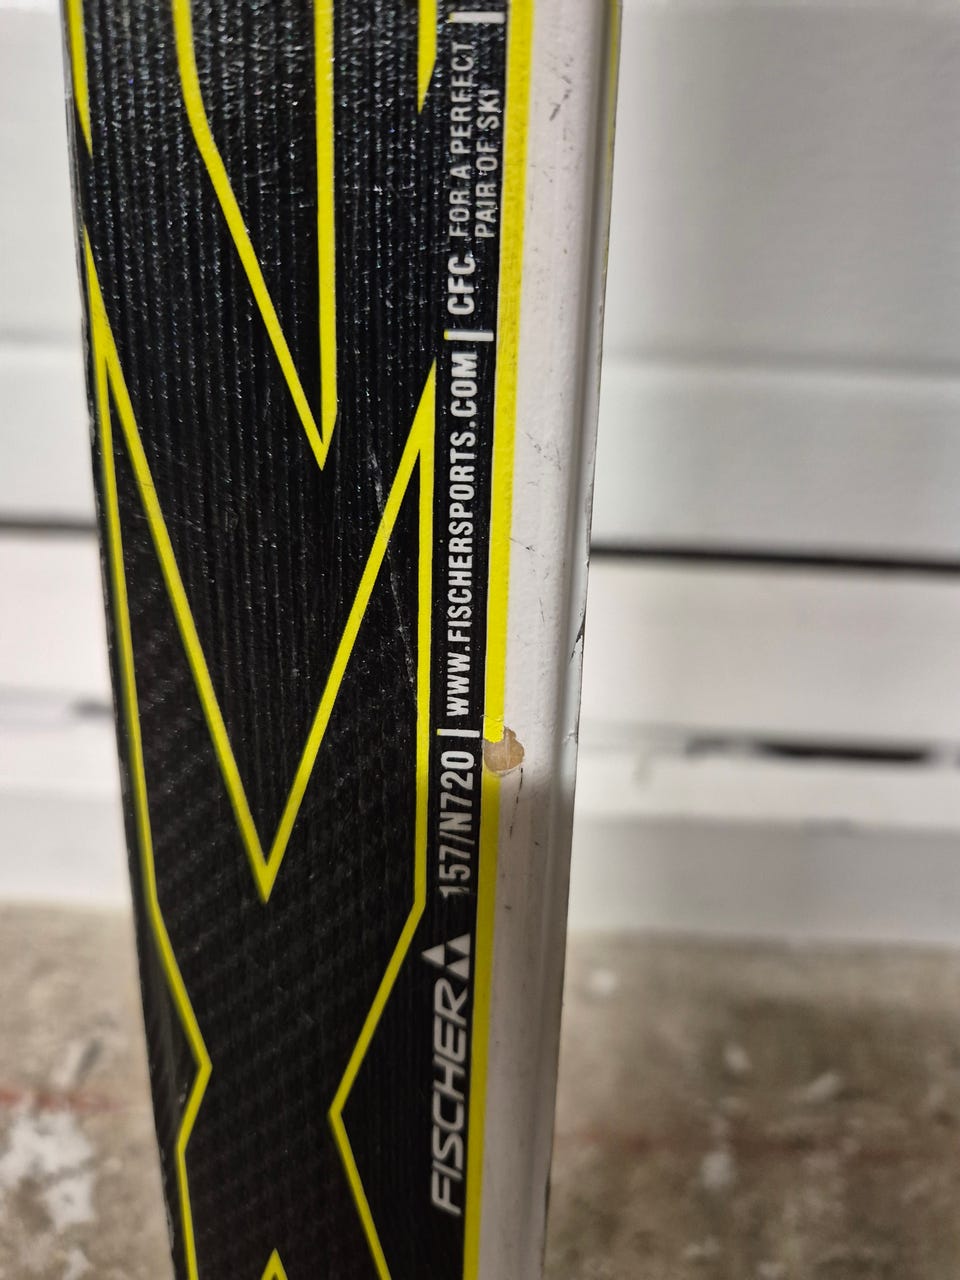 FISCHER 157/N720 | WWW.FISCHERSPORTS.COM | CFC FOR A PERFECT |
PAIR OF SKI